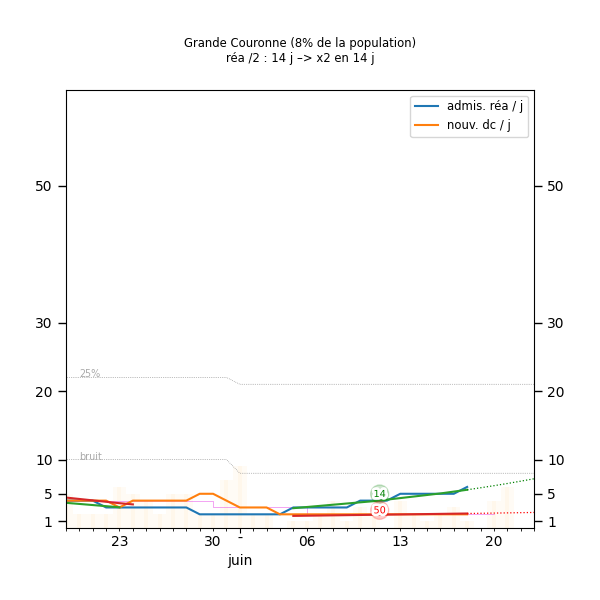 Grande Couronne (8% de la population)
réa /2 : 14 j –> x2 en 14 j
admis. réa / j
nouv. dc / j
50 50
30 30
25%
20 20
bruit
10 10
14
5 5
50
1 1
23 30 06 13 20
juin